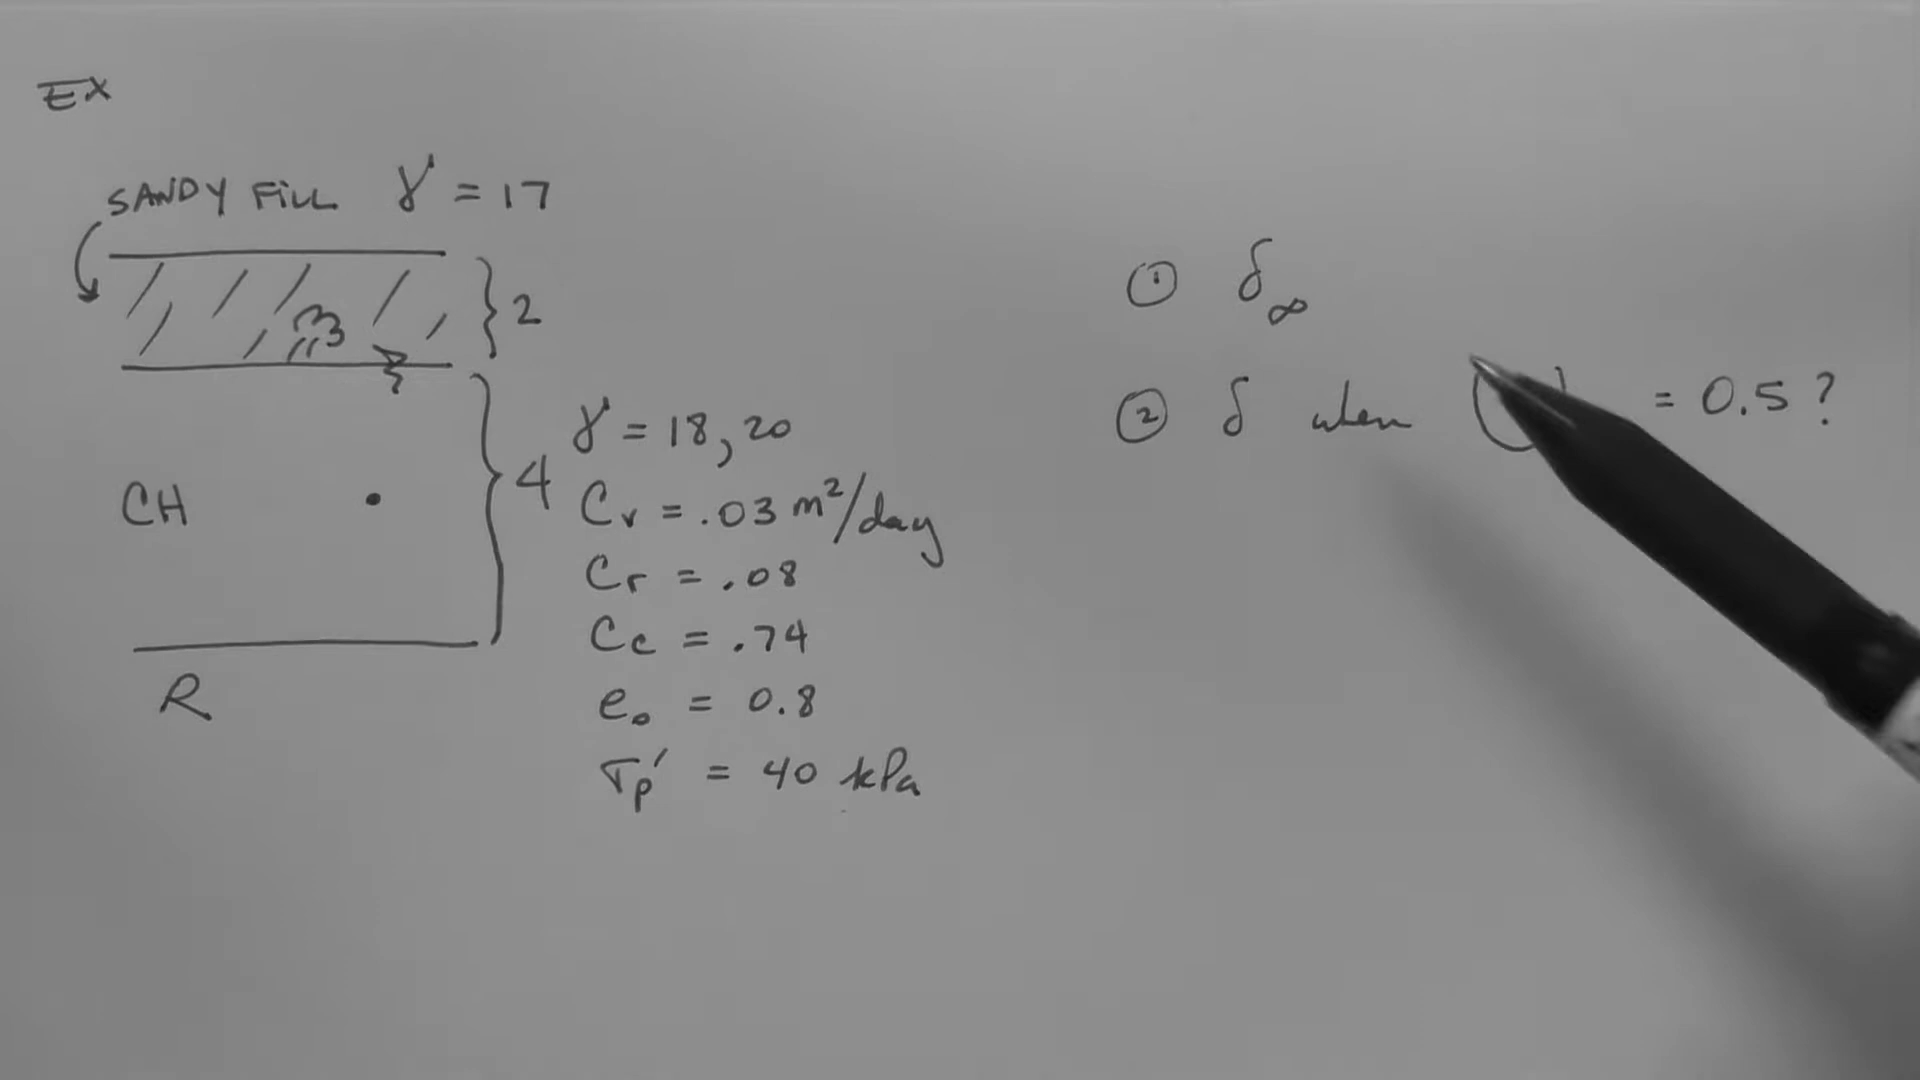 EX
SANDY FILL γ = 17
2
CH
4
γ = 18, 20
Cv = .03 m²/day
Cr = .08
Cc = .74
e₀ = 0.8
R
σp' = 40 kPa
① δ∞
② δ when = 0.5 ?